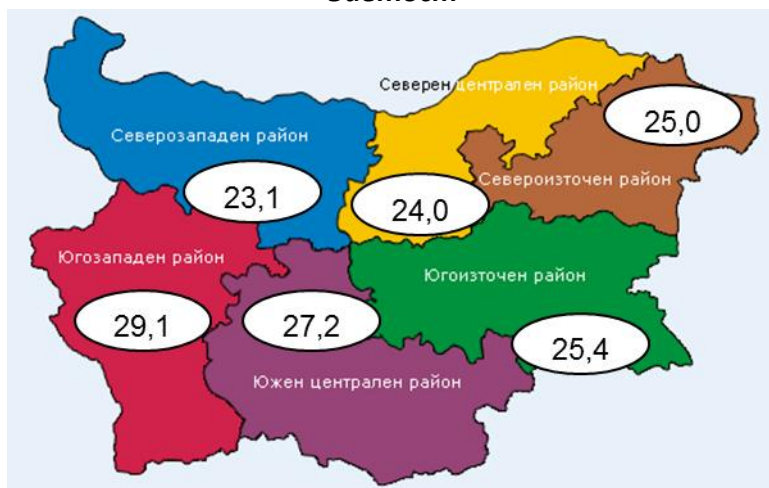 Северен централен район
25,0
Северозападен район
Североизточен район
23,1
24,0
Югозападен район
Югоизточен район
29,1
27,2
25,4
Южен централен район